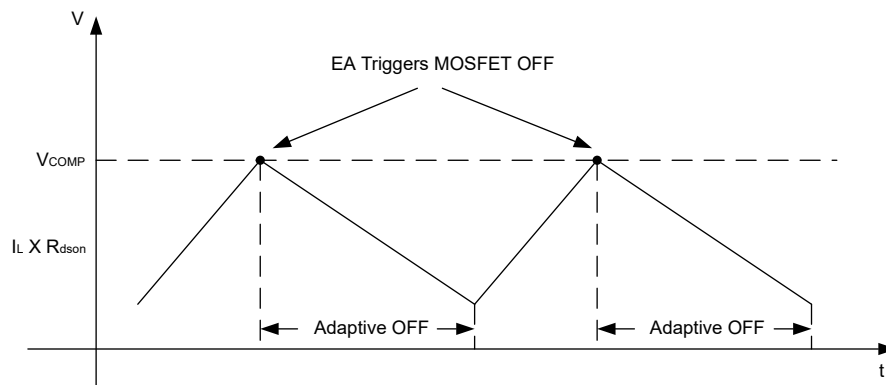 V
EA Triggers MOSFET OFF
VCOMP
IL X Rdson
Adaptive OFF
Adaptive OFF
t